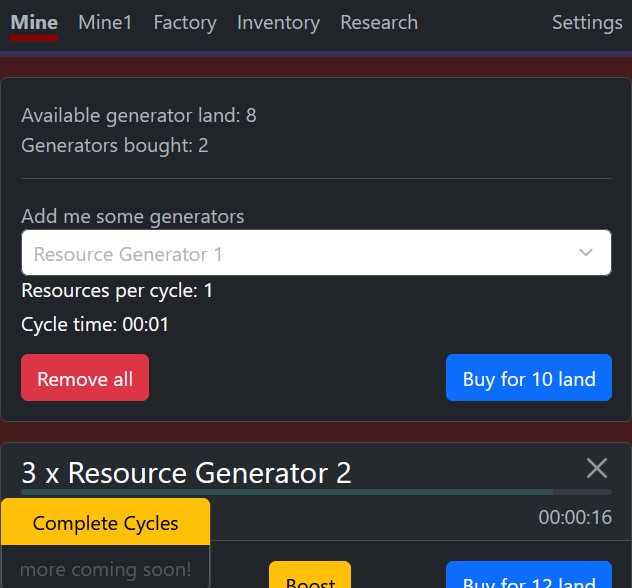 Mine Mine1 Factory Inventory Research Settings
Available generator land: 8
Generators bought: 2
Add me some generators
Resource Generator 1
Resources per cycle: 1
Cycle time: 00:01
Remove all Buy for 10 land
3 x Resource Generator 2
00:00:16
Complete Cycles
more coming soon!
Boost Buy for 12 land